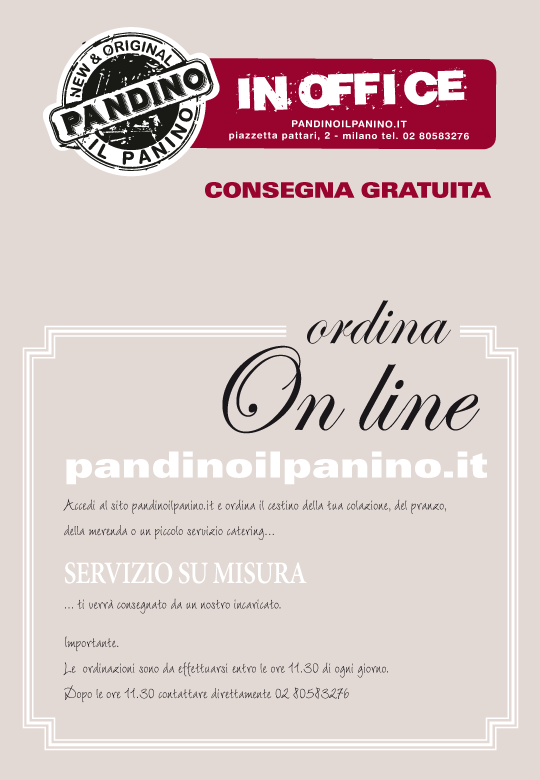 NEW & ORIGINAL
PANDINO
IL PANINO
IN OFFICE
PANDINOILPANINO.IT
piazzetta pattari, 2 - milano tel. 02 80583276
CONSEGNA GRATUITA
ordina
On line
pandinoilpanino.it
Accedi al sito pandinoilpanino.it e ordina il cestino della tua colazione, del pranzo,
della merenda o un piccolo servizio catering...
SERVIZIO SU MISURA
... ti verrà consegnato da un nostro incaricato.
Importante.
Le ordinazioni sono da effettuarsi entro le ore 11.30 di ogni giorno.
Dopo le ore 11.30 contattare direttamente 02 80583276